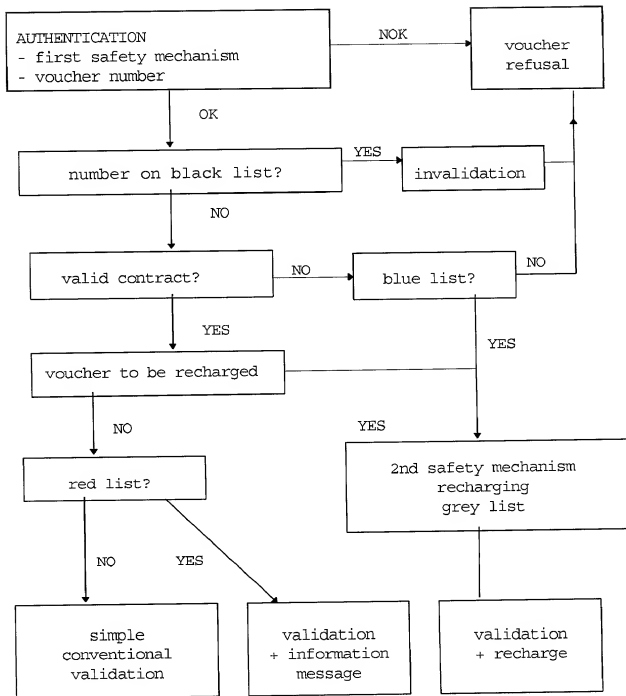 AUTHENTICATION
- first safety mechanism
- voucher number
NOK
voucher
refusal
OK
number on black list?
YES
invalidation
NO
valid contract?
NO
blue list?
NO
YES
YES
voucher to be recharged
NO
YES
red list?
2nd safety mechanism
recharging
grey list
NO
YES
simple
conventional
validation
validation
+ information
message
validation
+ recharge